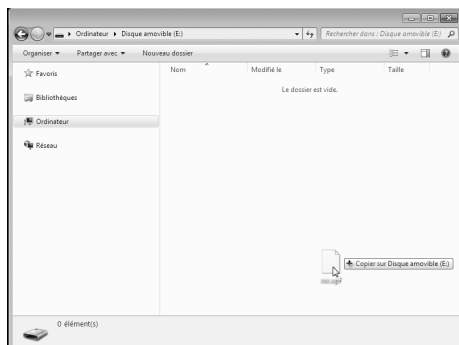 Ordinateur ▸ Disque amovible (E:)
Rechercher dans : Disque amovible (E:)
Organiser ▾ Partager avec ▾ Nouveau dossier
Nom Modifié le Type Taille
Le dossier est vide.
Favoris
Bibliothèques
Ordinateur
Réseau
Copier sur Disque amovible (E:)
0 élément(s)